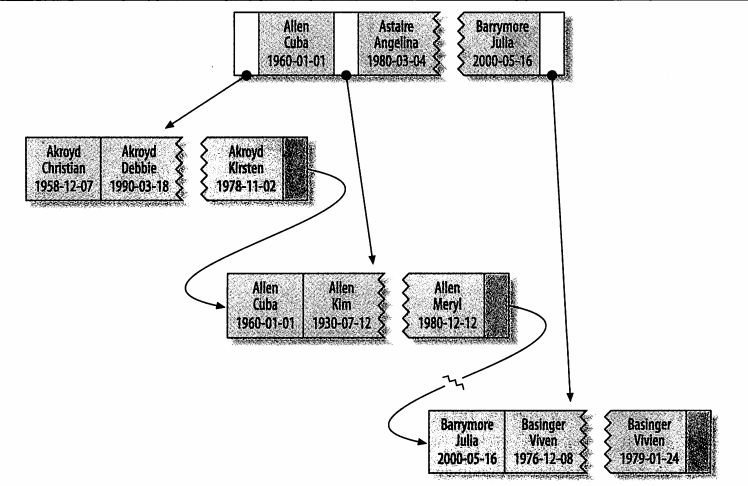 Allen
Cuba
1960-01-01
Astaire
Angelina
1980-03-04
Barrymore
Julia
2000-05-16
Akroyd
Christian
1958-12-07
Akroyd
Debbie
1990-03-18
Akroyd
Kirsten
1978-11-02
Allen
Cuba
1960-01-01
Allen
Kim
1930-07-12
Allen
Meryl
1980-12-12
Barrymore
Julia
2000-05-16
Basinger
Viven
1976-12-08
Basinger
Vivien
1979-01-24